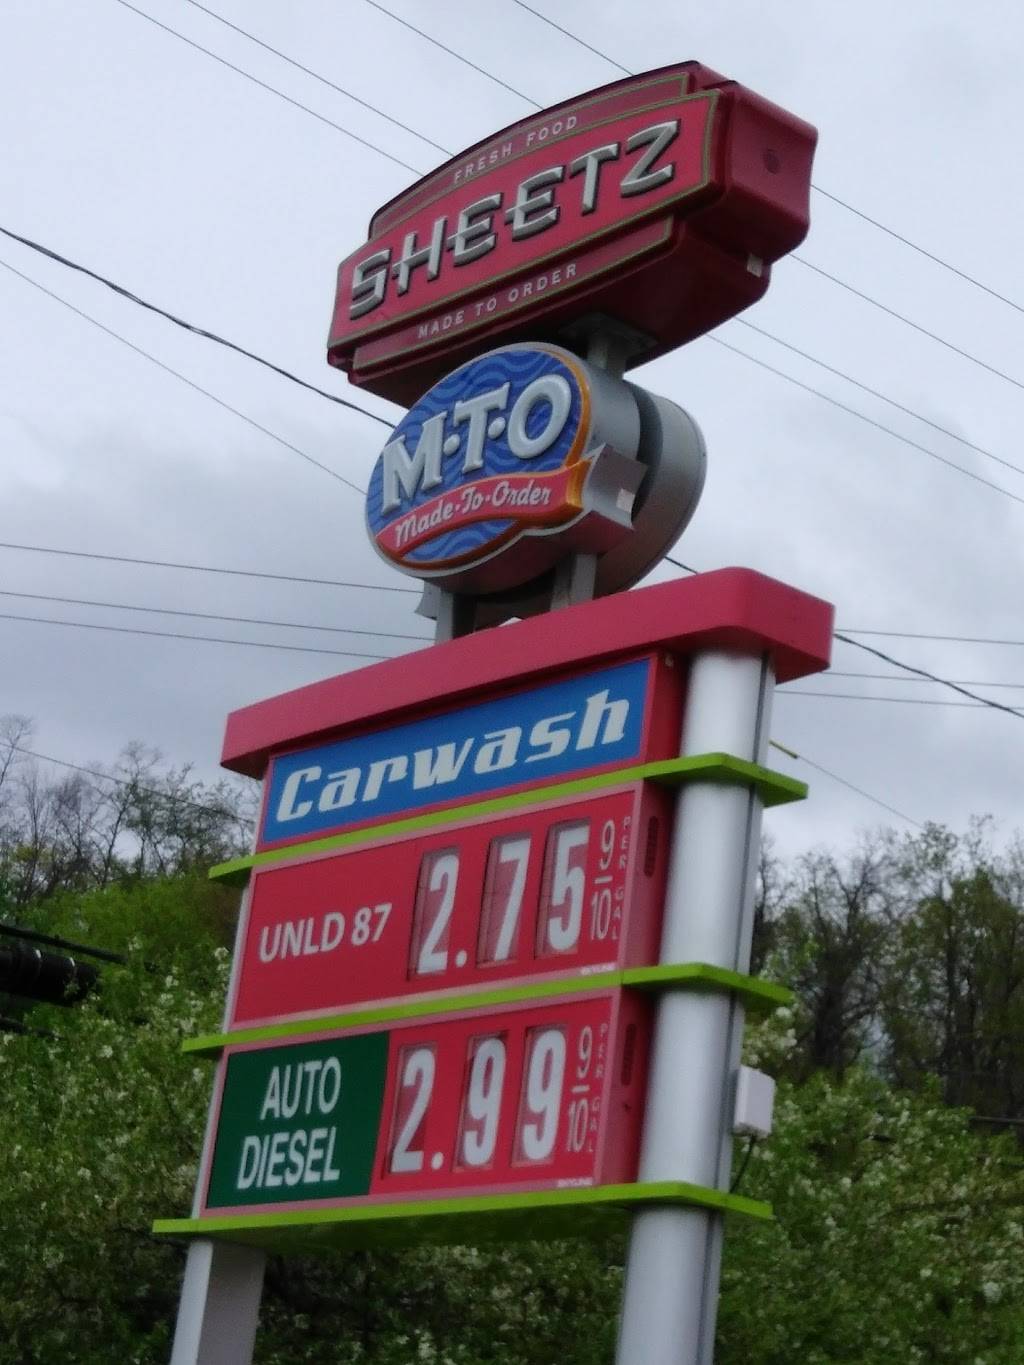 FRESH FOOD
SHEETZ
MADE TO ORDER
M·T·O
Made·To·Order
Carwash
UNLD 87 2.75 9/10 PER GAL
AUTO
DIESEL 2.99 9/10 PER GAL